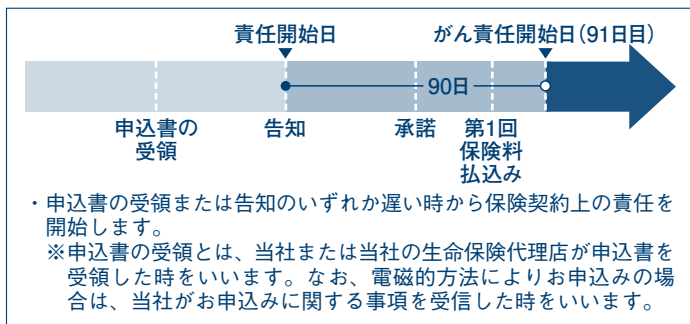 責任開始日 がん責任開始日(91日目)
90日
申込書の 告知 承諾 第1回
受領 保険料
払込み
・申込書の受領または告知のいずれか遅い時から保険契約上の責任を
開始します。
※申込書の受領とは、当社または当社の生命保険代理店が申込書を
受領した時をいいます。なお、電磁的方法によりお申込みの場
合は、当社がお申込みに関する事項を受信した時をいいます。